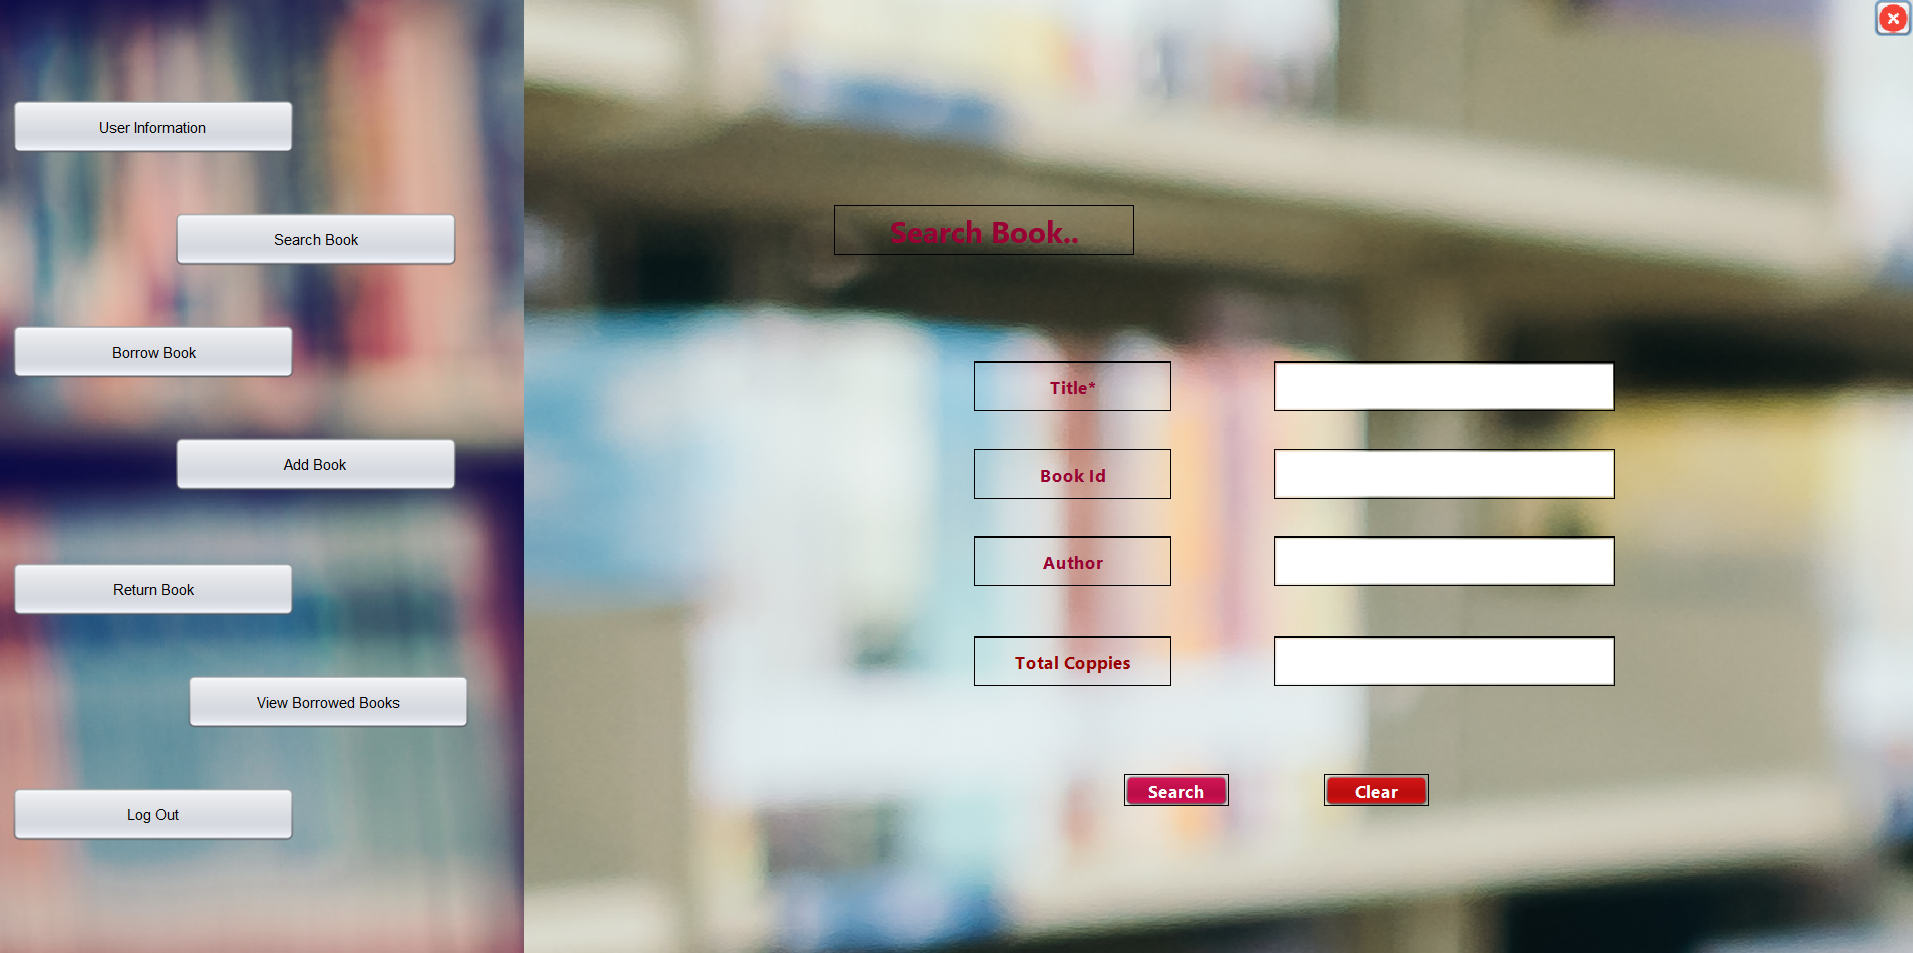 User Information
Search Book
Borrow Book
Add Book
Return Book
View Borrowed Books
Log Out
Search Book..
Title*
Book Id
Author
Total Coppies
Search
Clear